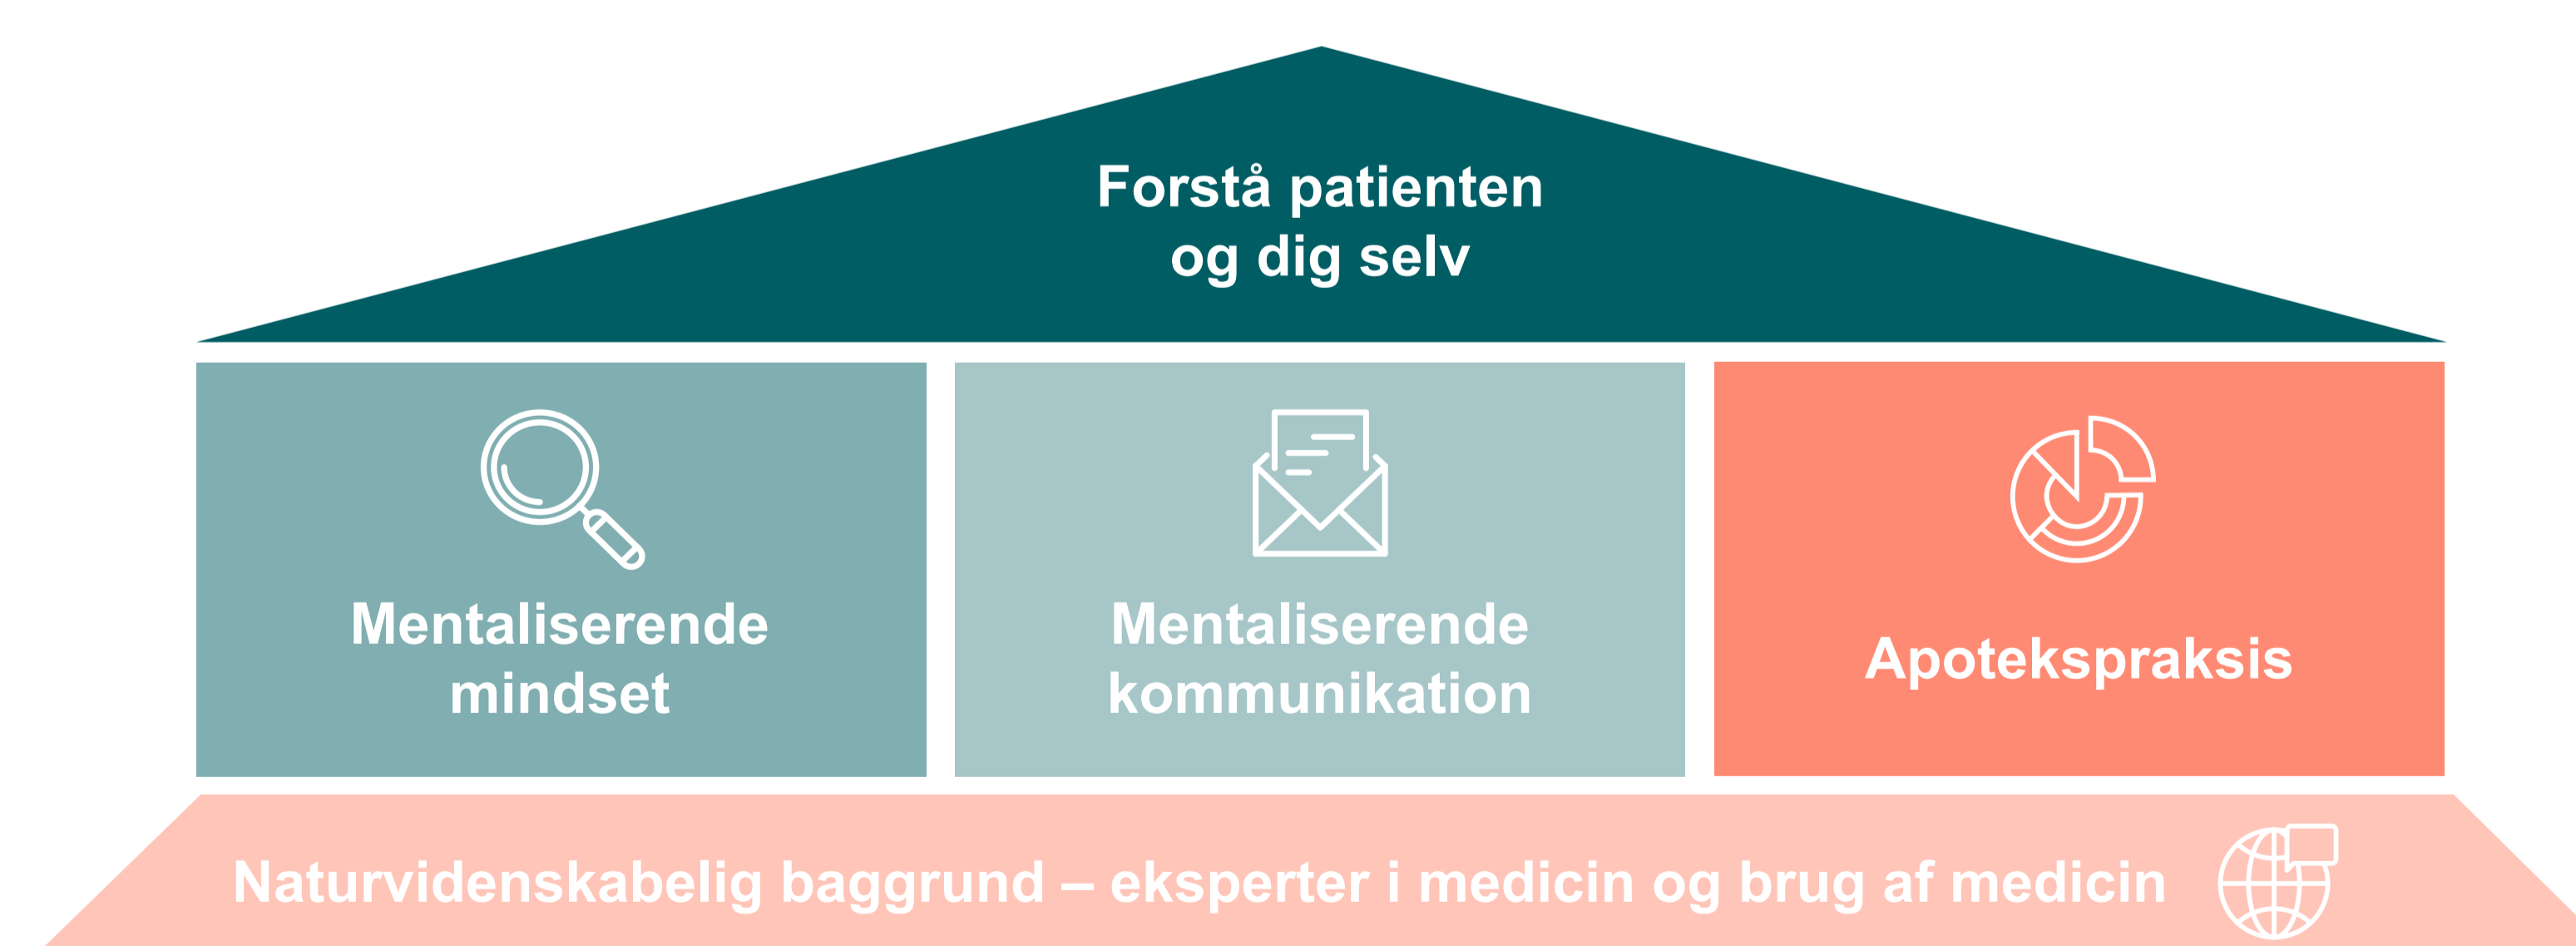 Forstå patienten
og dig selv
Mentaliserende
mindset
Mentaliserende
kommunikation
Apotekspraksis
Naturvidenskabelig baggrund – eksperter i medicin og brug af medicin